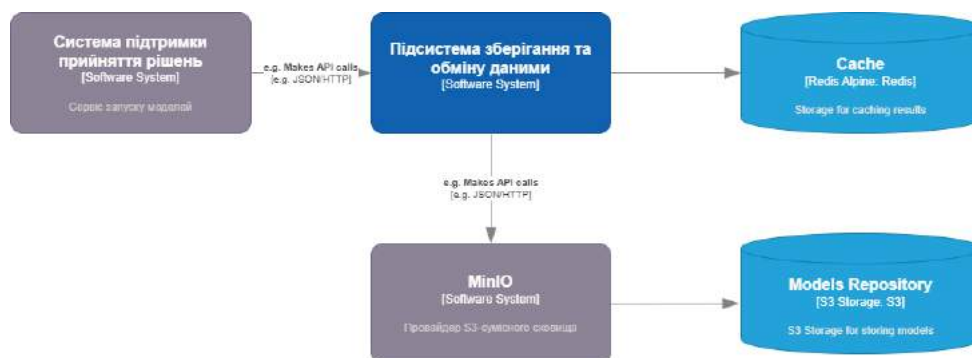 Система підтримки
прийняття рішень
[Software System]
Сервіс запуску моделей
e.g. Makes API calls
[e.g. JSON/HTTP]
Підсистема зберігання та
обміну даними
[Software System]
Cache
[Redis Alpine: Redis]
Storage for caching results
e.g. Makes API calls
[e.g. JSON/HTTP]
MinIO
[Software System]
Провайдер S3-сумісного сховища
Models Repository
[S3 Storage: S3]
S3 Storage for storing models